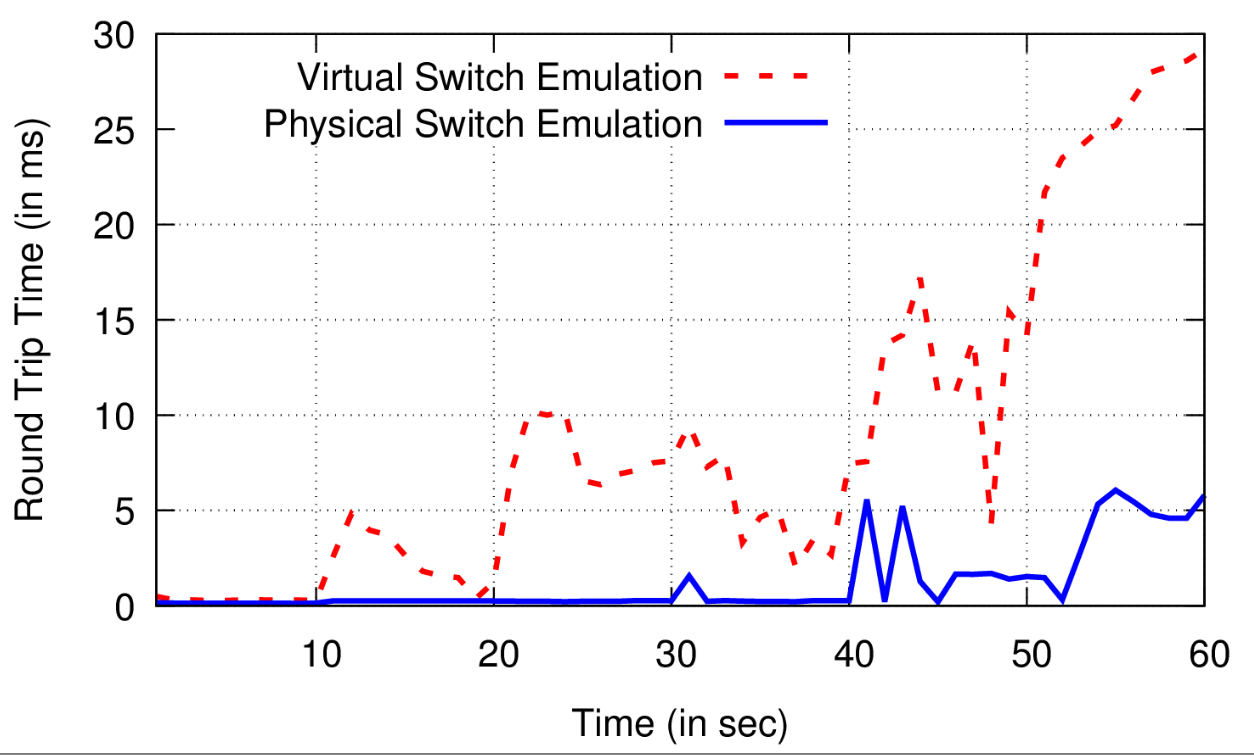 30
25
20
15
10
5
0
Round Trip Time (in ms)
Virtual Switch Emulation
Physical Switch Emulation
10 20 30 40 50 60
Time (in sec)